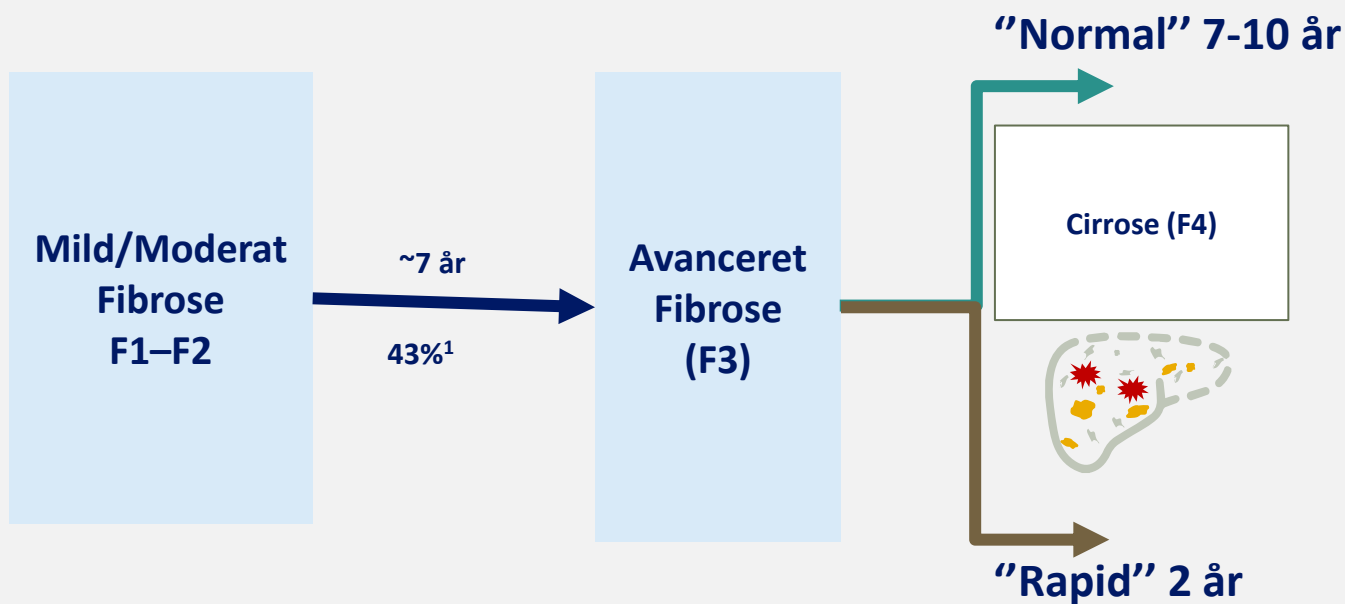 ‘’Normal’’ 7-10 år
Mild/Moderat
Fibrose
F1–F2
~7 år
43%¹
Avanceret
Fibrose
(F3)
Cirrose (F4)
‘’Rapid’’ 2 år